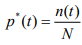 p*(t) = n(t)/N